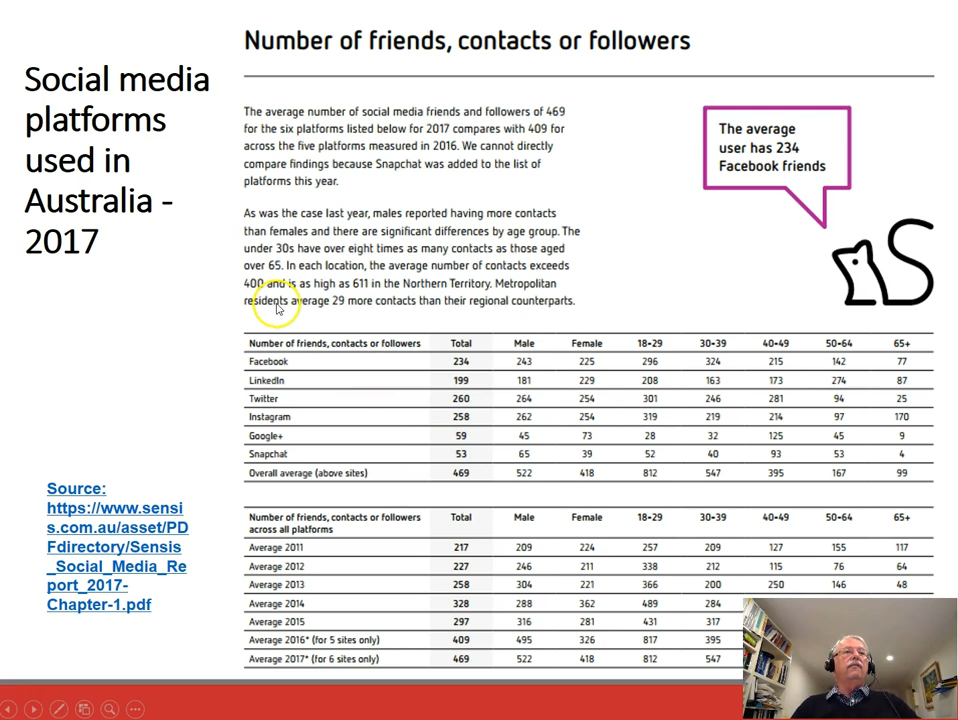 Number of friends, contacts or followers
Social media
platforms
used in
Australia -
2017
The average number of social media friends and followers of 469
for the six platforms listed below for 2017 compares with 409 for
across the five platforms measured in 2016. We cannot directly
compare findings because Snapchat was added to the list of
platforms this year.
As was the case last year, males reported having more contacts
than females and there are significant differences by age group. The
under 30s have over eight times as many contacts as those aged
over 65. In each location, the average number of contacts exceeds
400 and is as high as 611 in the Northern Territory. Metropolitan
residents average 29 more contacts than their regional counterparts.
The average
user has 234
Facebook friends
Number of friends, contacts or followers Total Male Female 18-29 30-39 40-49 50-64 65+
Facebook 234 243 225 296 324 215 142 77
LinkedIn 199 181 229 208 163 173 274 87
Twitter 260 264 254 301 246 281 94 25
Instagram 258 262 254 319 219 214 97 170
Google+ 59 45 73 28 32 125 45 9
Snapchat 53 65 39 52 40 93 53 4
Overall average (above sites) 469 522 418 812 547 395 167 99
Number of friends, contacts or followers Total Male Female 18-29 30-39 40-49 50-64 65+
across all platforms
Average 2011 217 209 224 257 209 127 155 117
Average 2012 227 246 211 338 212 115 76 64
Average 2013 258 304 221 366 200 250 146 48
Average 2014 328 288 362 489 284
Average 2015 297 316 281 431 317
Average 2016* (for 5 sites only) 409 495 326 817 395
Average 2017* (for 6 sites only) 469 522 418 812 547
Source:
https://www.sensi
s.com.au/asset/PD
Fdirectory/Sensis
_Social_Media_Re
port_2017-
Chapter-1.pdf